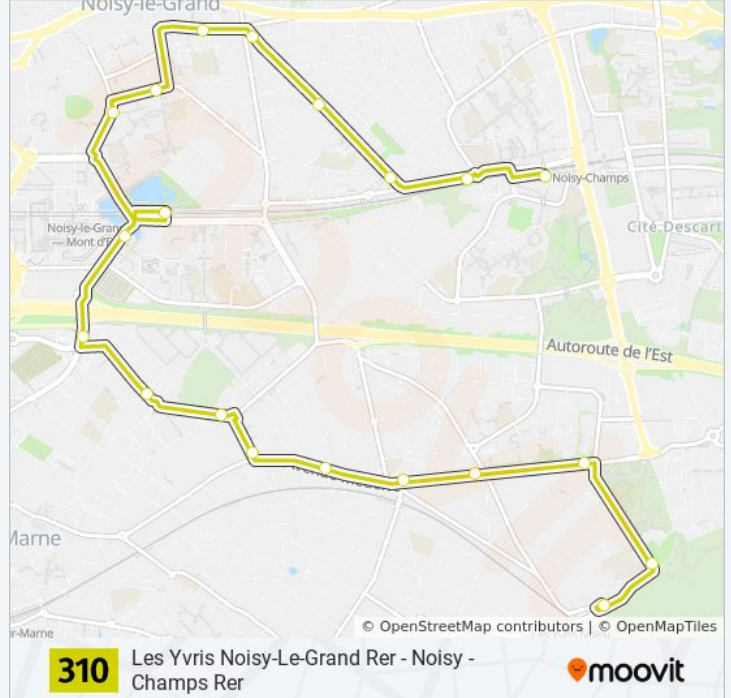 Noisy-le-Grand
Noisy-Champs
Noisy-le-Gran
— Mont d'E
Cité Descart
Autoroute de l'Est
Marne
r-Marne
© OpenStreetMap contributors | © OpenMapTiles
310
Les Yvris Noisy-Le-Grand Rer - Noisy -
Champs Rer
moovit